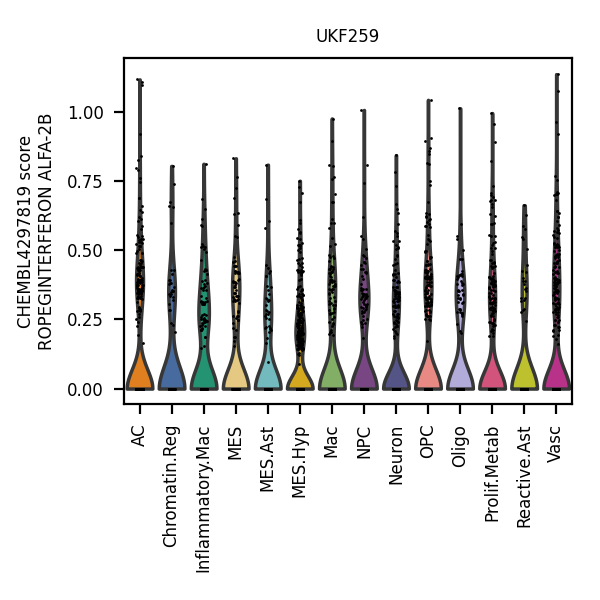 UKF259
CHEMBL4297819 score
ROPEGINTERFERON ALFA-2B
1.00
0.75
0.50
0.25
0.00
AC
Chromatin.Reg
Inflammatory.Mac
MES
MES.Ast
MES.Hyp
Mac
NPC
Neuron
OPC
Oligo
Prolif.Metab
Reactive.Ast
Vasc